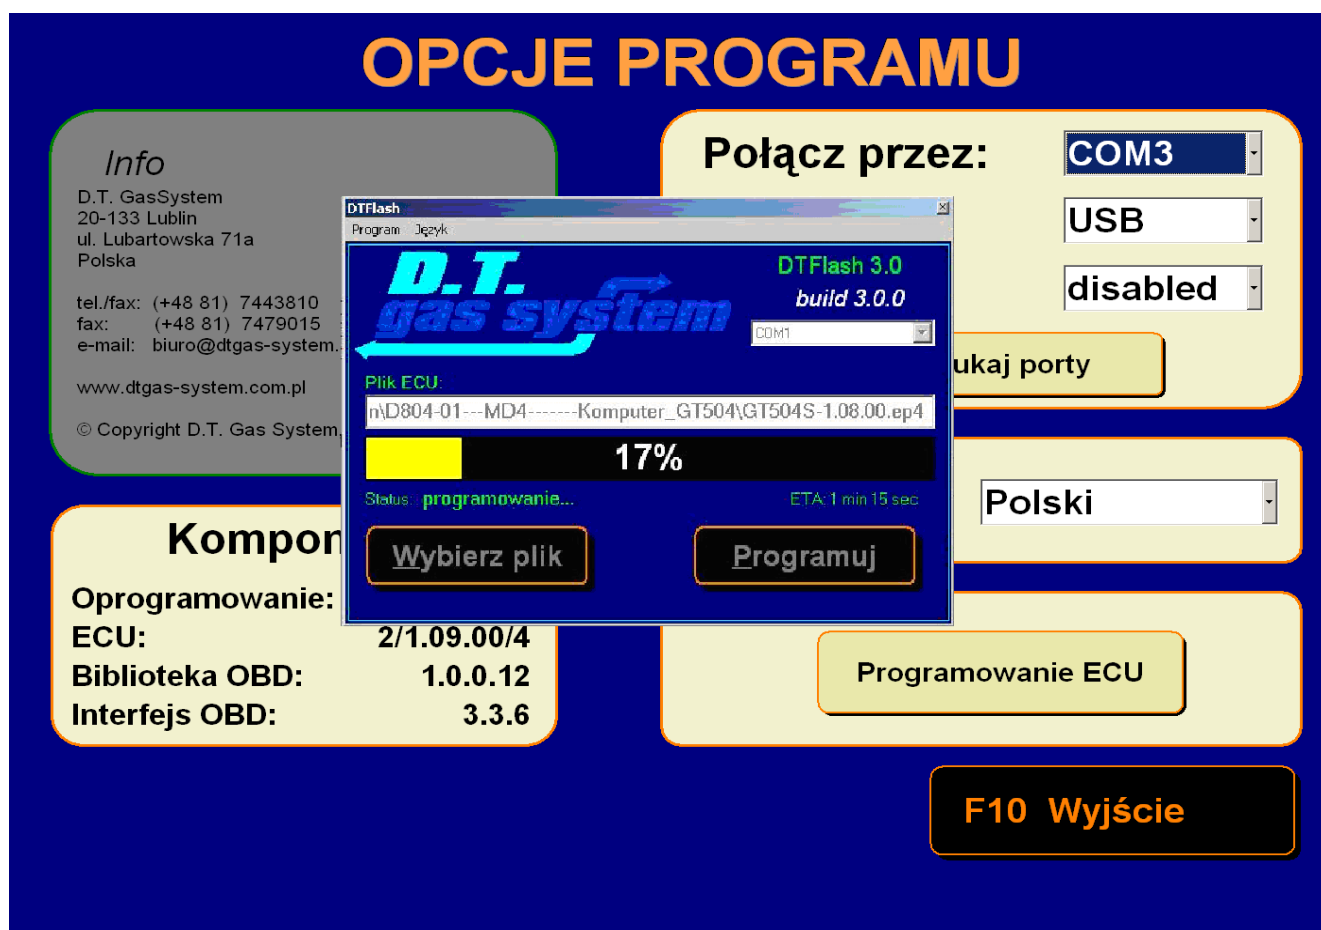 OPCJE PROGRAMU
Info
D.T. GasSystem
20-133 Lublin
ul. Lubartowska 71a
Polska
tel./fax: (+48 81) 7443810
fax: (+48 81) 7479015
e-mail: biuro@dtgas-system.
www.dtgas-system.com.pl
© Copyright D.T. Gas System,
Połącz przez:
COM3
USB
disabled
ukaj porty
DTFlash
Program Język
D.T.
gas system
DTFlash 3.0
build 3.0.0
COM1
Plik ECU:
n\D804-01---MD4-------Komputer_GT504\GT504S-1.08.00.ep4
17%
Status: programowanie...
ETA: 1 min 15 sec
Wybierz plik
Programuj
Polski
Kompon
Oprogramowanie:
ECU: 2/1.09.00/4
Biblioteka OBD: 1.0.0.12
Interfejs OBD: 3.3.6
Programowanie ECU
F10 Wyjście